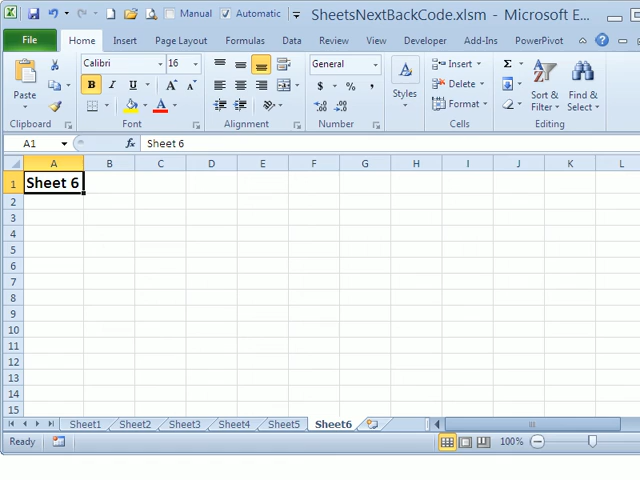 Manual Automatic SheetsNextBackCode.xlsm - Microsoft E...
File Home Insert Page Layout Formulas Data Review View Developer Add-Ins PowerPivot
Calibri 16 General Insert Σ
Paste B I U A A $ % , Styles Delete Sort & Filter Find & Select
A Format
Clipboard Font Alignment Number Cells Editing
A1 fx Sheet 6
A B C D E F G H I J K L
1 Sheet 6
2
3
4
5
6
7
8
9
10
11
12
13
14
15
Sheet1 Sheet2 Sheet3 Sheet4 Sheet5 Sheet6
Ready 100%